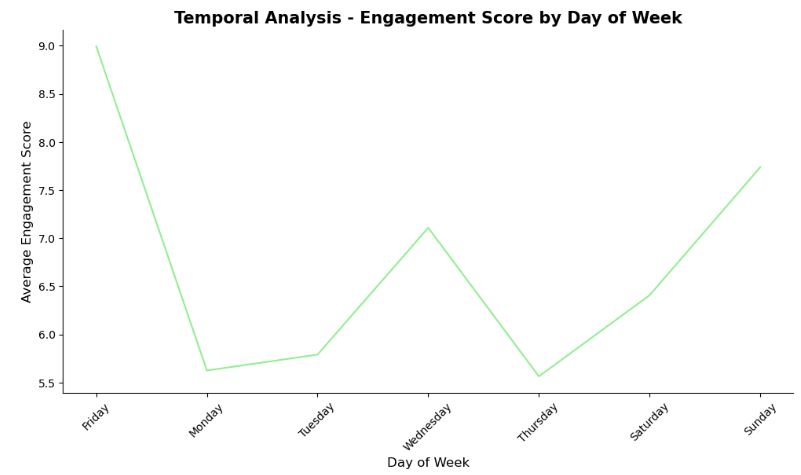 Temporal Analysis - Engagement Score by Day of Week
Average Engagement Score
9.0
8.5
8.0
7.5
7.0
6.5
6.0
5.5
Friday
Monday
Tuesday
Wednesday
Thursday
Saturday
Sunday
Day of Week